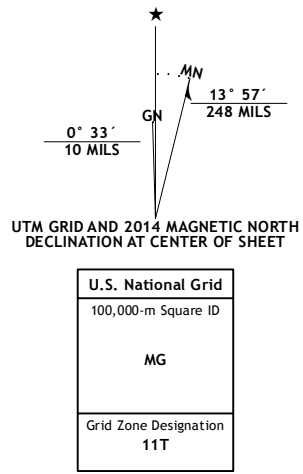 MN
GN
13° 57´
248 MILS
0° 33´
10 MILS
UTM GRID AND 2014 MAGNETIC NORTH
DECLINATION AT CENTER OF SHEET
U.S. National Grid
100,000-m Square ID
MG
Grid Zone Designation
11T